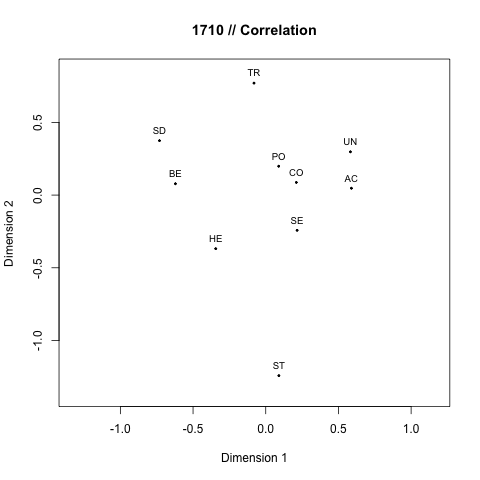 1710 // Correlation
TR
SD
UN
PO
BE
CO
AC
SE
HE
ST
0.5
0.0
-0.5
-1.0
Dimension 2
-1.0
-0.5
0.0
0.5
1.0
Dimension 1